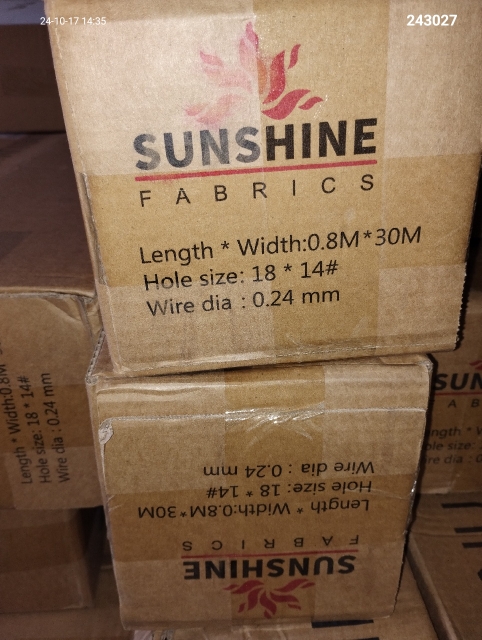 24-10-17 14:35
243027
SUNSHINE
FABRICS
Length * Width:0.8M*30M
Hole size: 18 * 14#
Wire dia : 0.24 mm
Length * Width:0.8M
Hole size: 18 * 14#
Wire dia : 0.24 mm
SUN
A B
Wire dia : 0.24 mm
Hole size: 18 * 14#
Length * Width:0.8M*30M
FABRICS
SUNSHINE